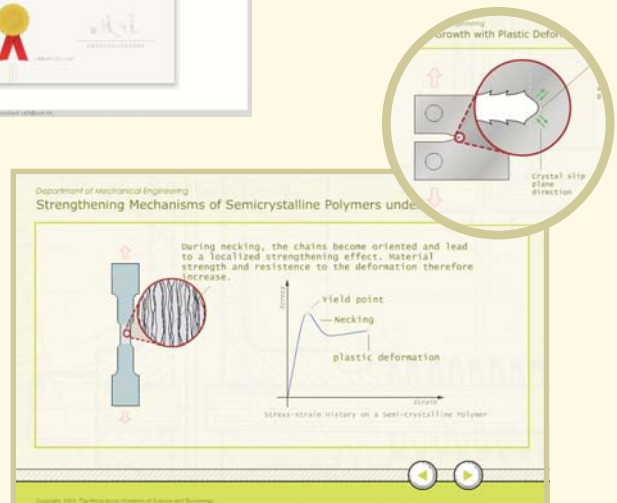 Growth with Plastic
Crystal slip
plane
direction
Department of Mechanical Engineering
Strengthening Mechanisms of Semicrystalline Polymers
During necking, the chains become oriented and lead
to a localized strengthening effect. Material
strength and resistence to the deformation therefore
increase.
Stress
Yield point
Necking
plastic deformation
Strain
Stress-strain History on a Semi-Crystalline Polymer